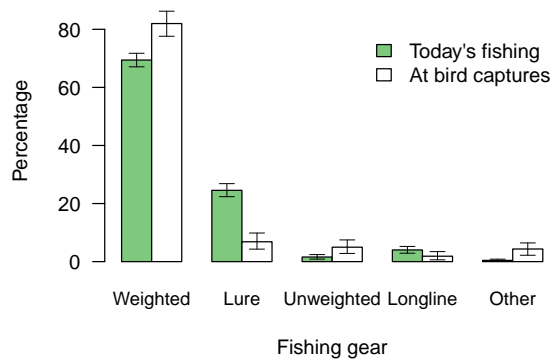 80
60
40
20
0
Percentage
Today's fishing
At bird captures
Weighted Lure Unweighted Longline Other
Fishing gear